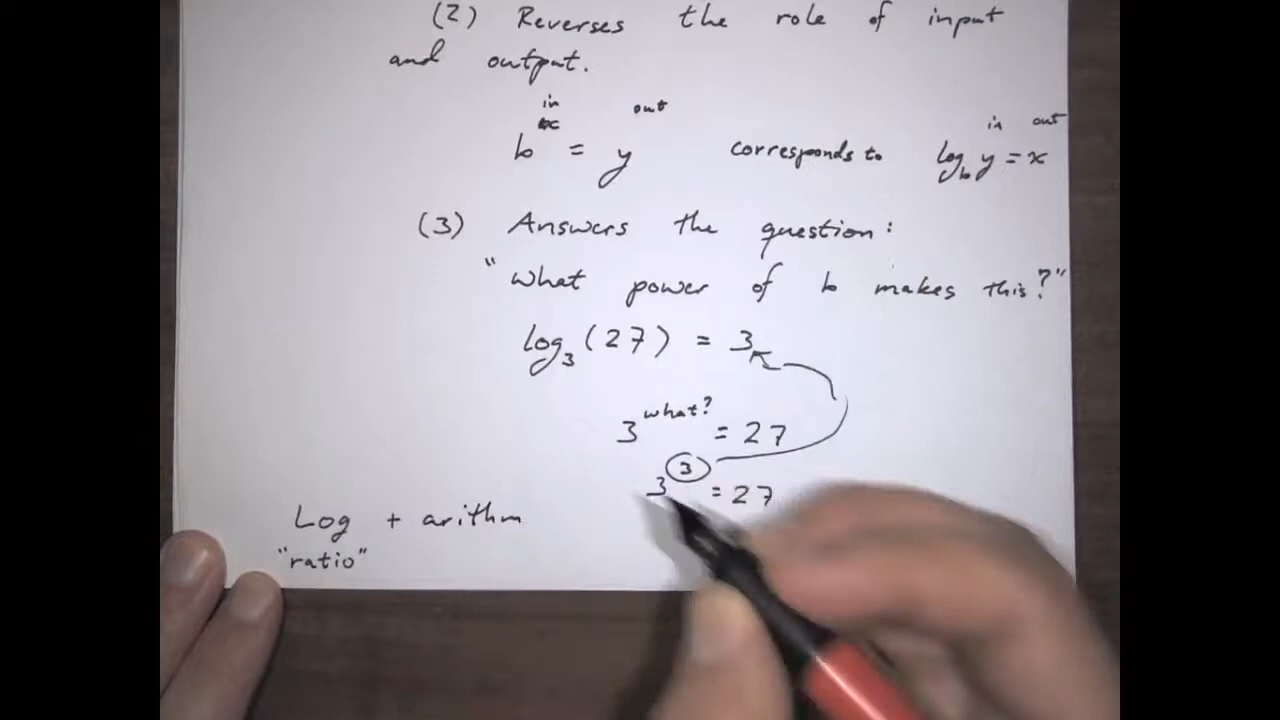 (2) Reverses the role of input
and output.
in out
x in out
b = y corresponds to log_b y = x
(3) Answers the question:
"What power of b makes this?"
log_3 (27) = 3
3^what? = 27
3^3 = 27
Log + arithm
"ratio"